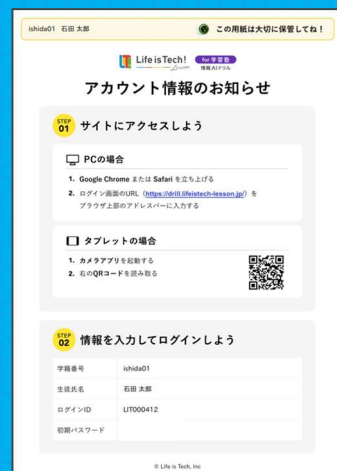 ishida01 石田 太郎
この用紙は大切に保管してね！
Life is Tech! Lesson
for 学習塾
情報AIドリル
アカウント情報のお知らせ
STEP 01 サイトにアクセスしよう
PCの場合
1. Google Chrome または Safari を立ち上げる
2. ログイン画面のURL（https://drill.lifeistech-lesson.jp/）を
ブラウザ上部のアドレスバーに入力する
タブレットの場合
1. カメラアプリを起動する
2. 右のQRコードを読み取る
STEP 02 情報を入力してログインしよう
学籍番号 ishida01
生徒氏名 石田 太郎
ログインID LIT000412
初期パスワード
© Life is Tech, Inc